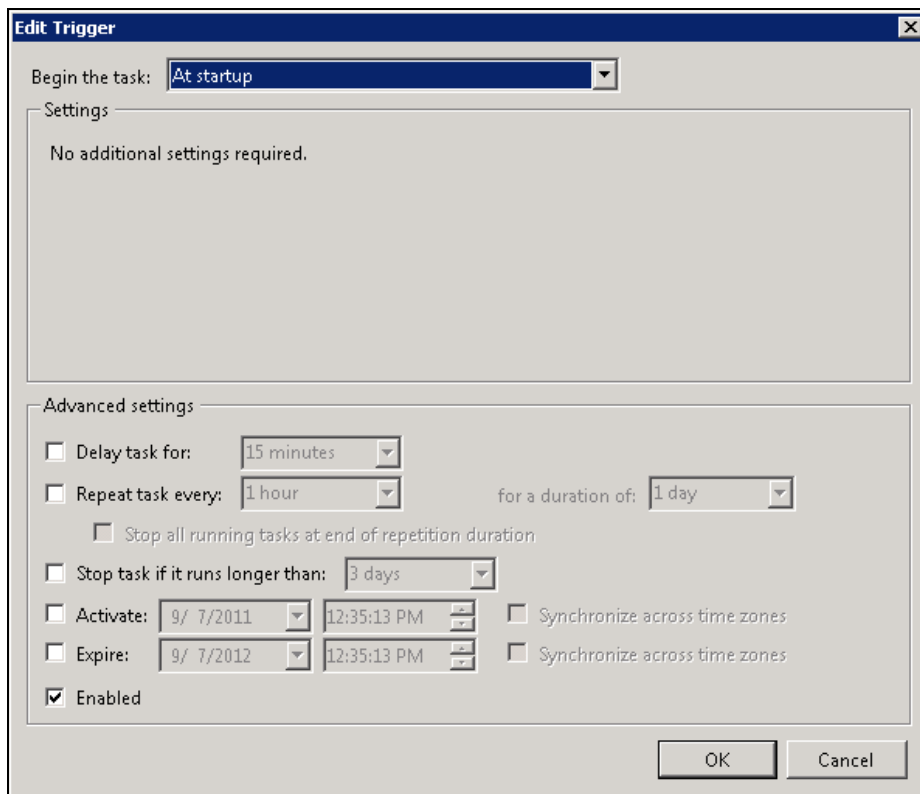 Edit Trigger
Begin the task: At startup
Settings
No additional settings required.
Advanced settings
Delay task for: 15 minutes
Repeat task every: 1 hour for a duration of: 1 day
Stop all running tasks at end of repetition duration
Stop task if it runs longer than: 3 days
Activate: 9/ 7/2011 12:35:13 PM Synchronize across time zones
Expire: 9/ 7/2012 12:35:13 PM Synchronize across time zones
Enabled
OK Cancel